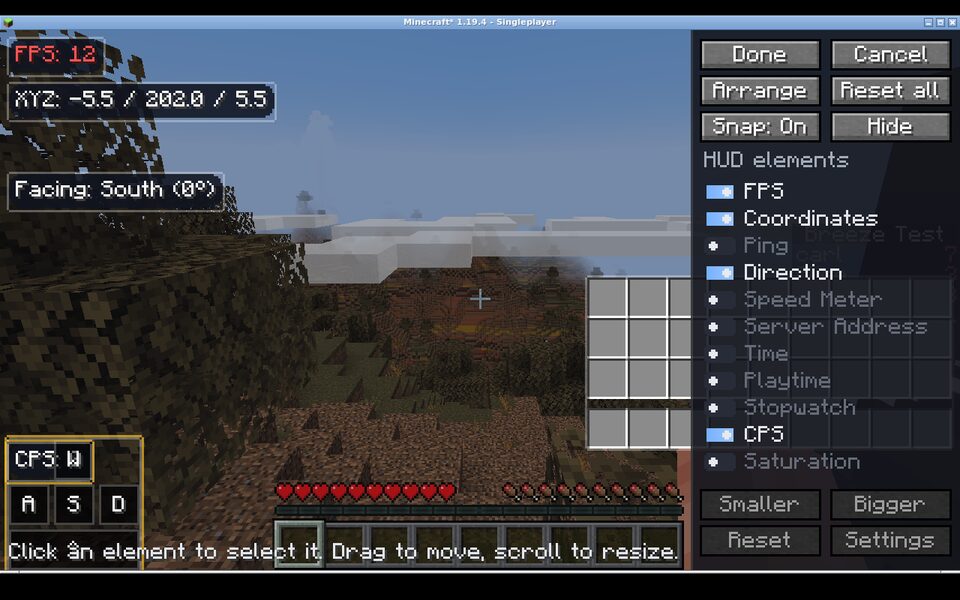 Minecraft* 1.19.4 - Singleplayer
FPS: 12
XYZ: -5.5 / 202.0 / 5.5
Facing: South (0°)
Done
Cancel
Arrange
Reset all
Snap: On
Hide
HUD elements
FPS
Coordinates
Ping
Direction
Speed Meter
Server Address
Time
Playtime
Stopwatch
CPS
Saturation
Smaller
Bigger
Reset
Settings
Breeze Test
CPS W
A S D
Click an element to select it. Drag to move, scroll to resize.